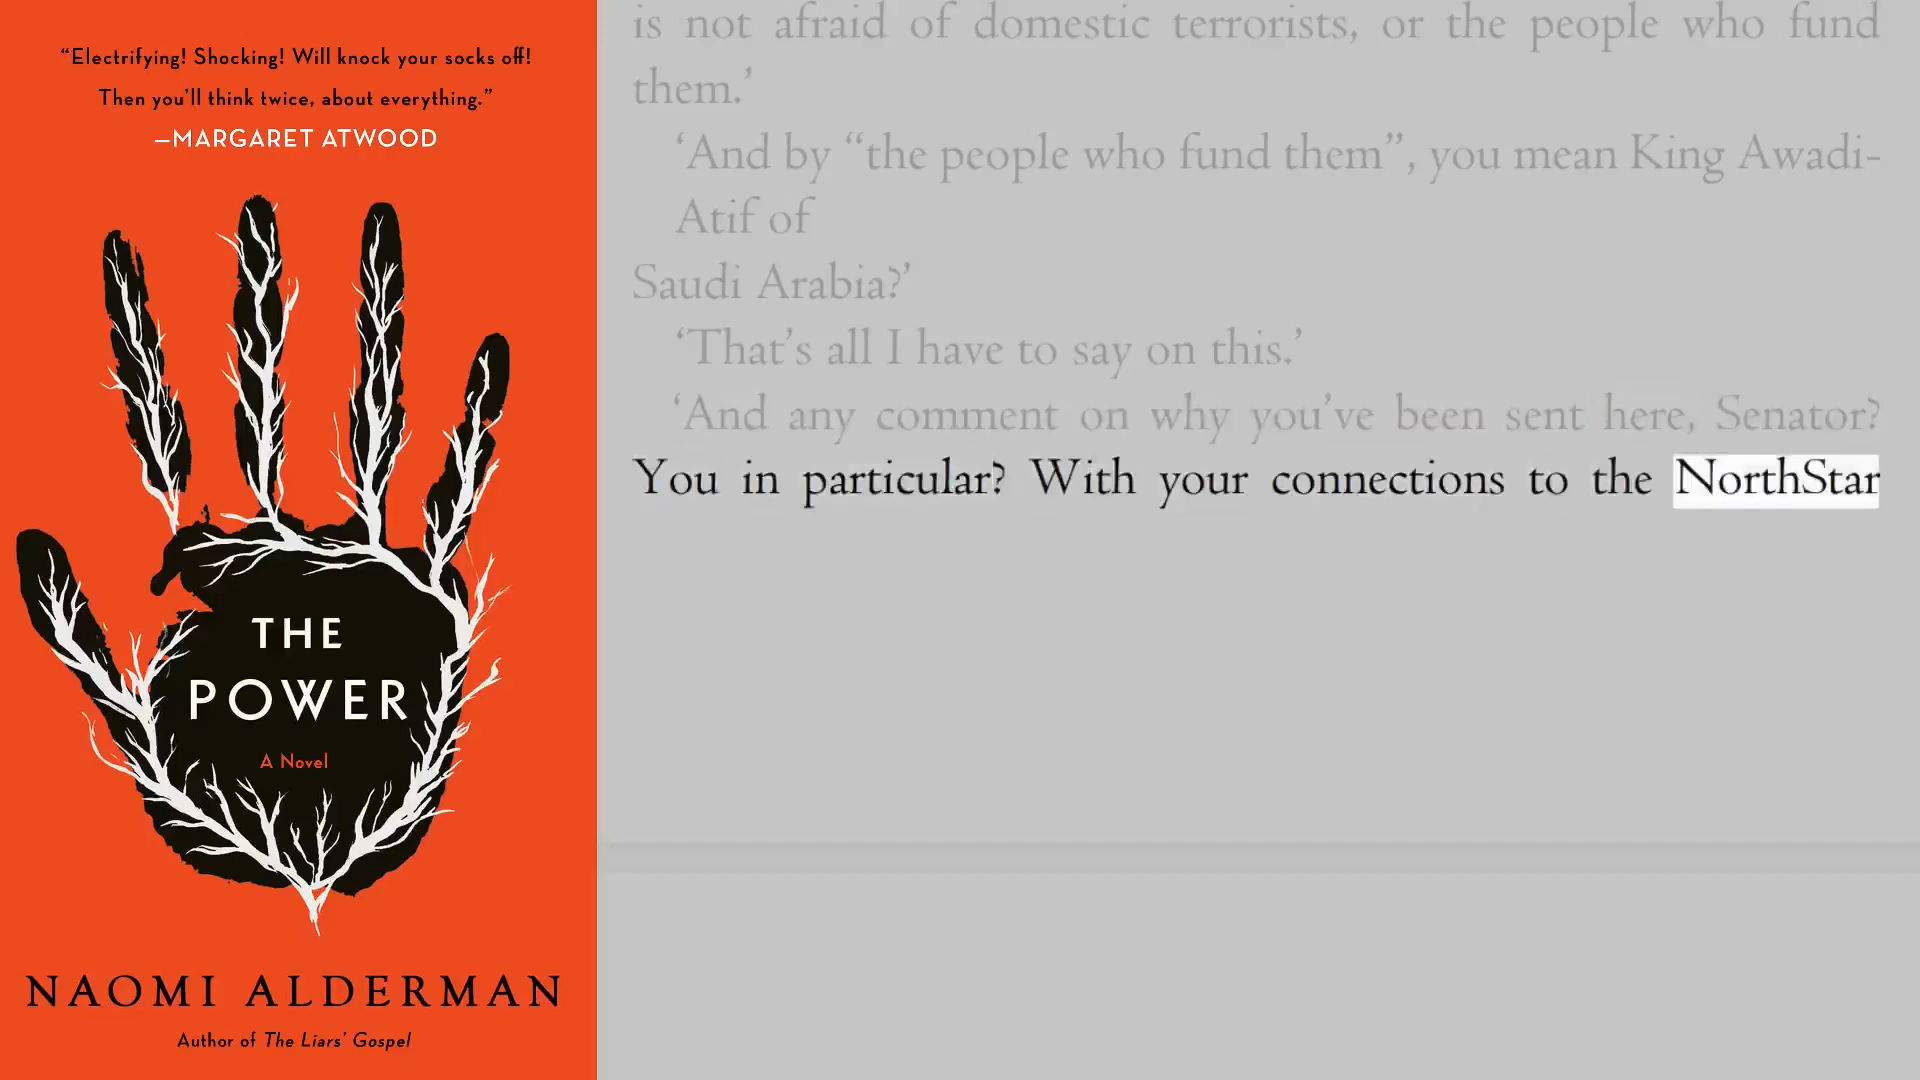 “Electrifying! Shocking! Will knock your socks off!
Then you’ll think twice, about everything.”
—MARGARET ATWOOD
THE
POWER
A Novel
NAOMI ALDERMAN
Author of The Liars’ Gospel
is not afraid of domestic terrorists, or the people who fund
them.’
‘And by “the people who fund them”, you mean King Awadi-
Atif of
Saudi Arabia?’
‘That’s all I have to say on this.’
‘And any comment on why you’ve been sent here, Senator?
You in particular? With your connections to the NorthStar